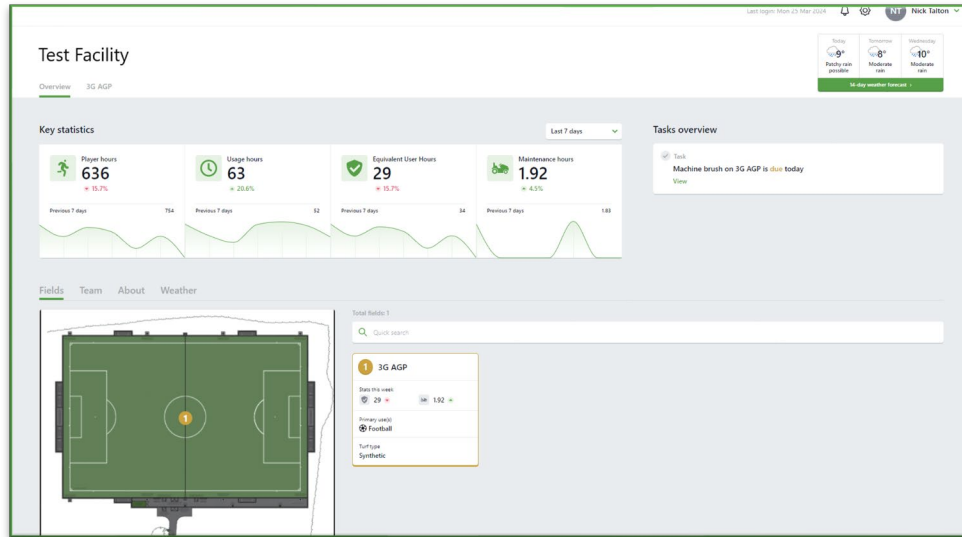 Last login: Mon 25 Mar 2024
NT
Nick Talton
Test Facility
Today
9°
Patchy rain
possible
Tomorrow
8°
Moderate
rain
Wednesday
10°
Moderate
rain
14-day weather forecast ›
Overview
3G AGP
Key statistics
Last 7 days
Player hours
636
15.7%
Previous 7 days
754
Usage hours
63
20.6%
Previous 7 days
52
Equivalent User Hours
29
15.7%
Previous 7 days
34
Maintenance hours
1.92
4.5%
Previous 7 days
1.83
Tasks overview
Task
Machine brush on 3G AGP is due today
View
Fields
Team
About
Weather
1
Total fields: 1
Quick search
1
3G AGP
Stats this week
29
1.92
Primary use(s)
Football
Turf type
Synthetic